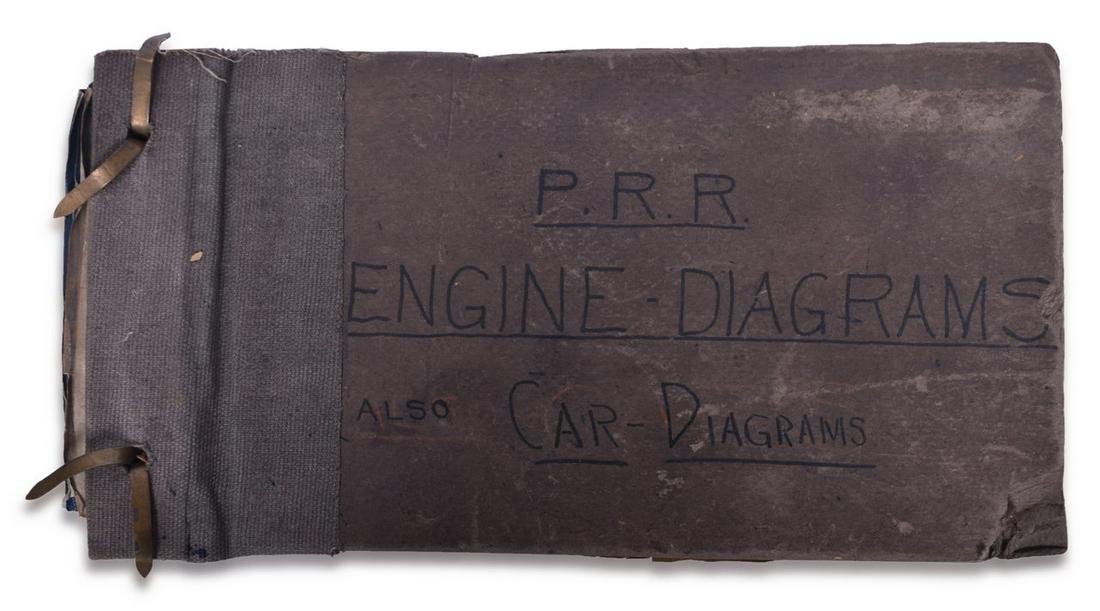 P.R.R.
ENGINE - DIAGRAMS
ALSO CAR - DIAGRAMS